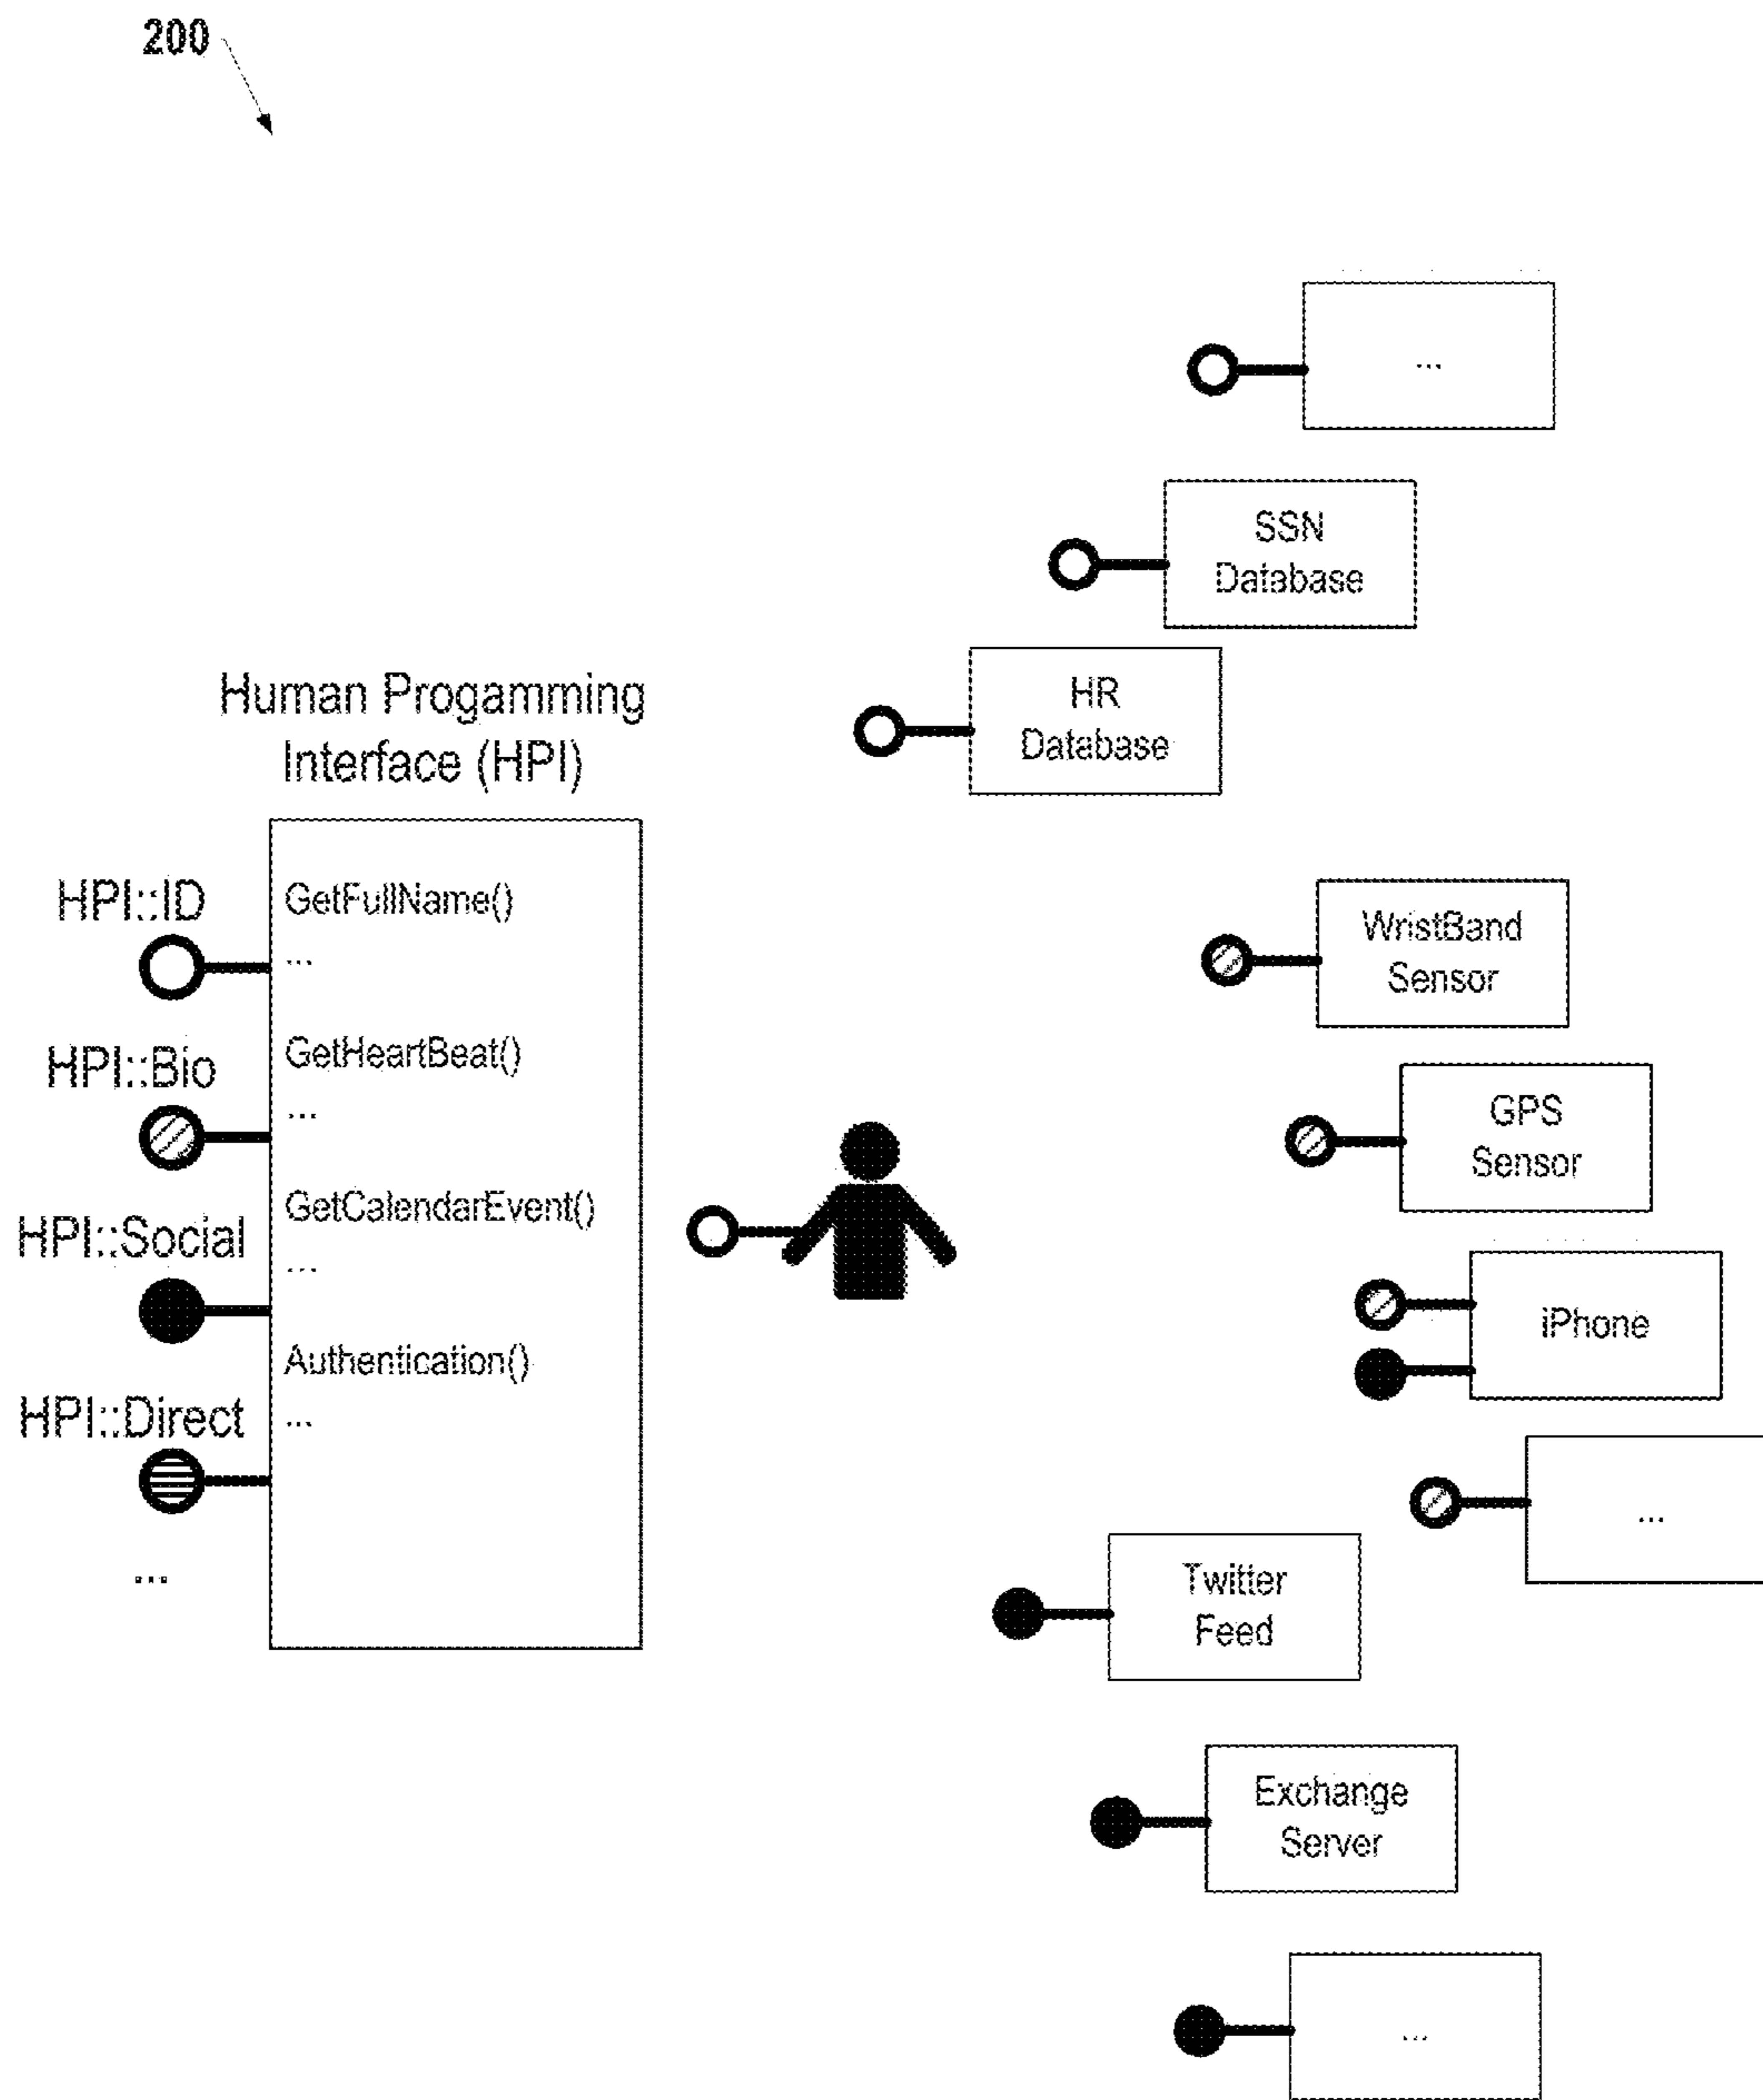 200
...
SSN
Database
HR
Database
Human Progamming
Interface (HPI)
HPI::ID
GetFullName()
...
HPI::Bio
GetHeartBeat()
...
HPI::Social
GetCalendarEvent()
...
HPI::Direct
Authentication()
...
...
WristBand
Sensor
GPS
Sensor
iPhone
...
Twitter
Feed
Exchange
Server
...